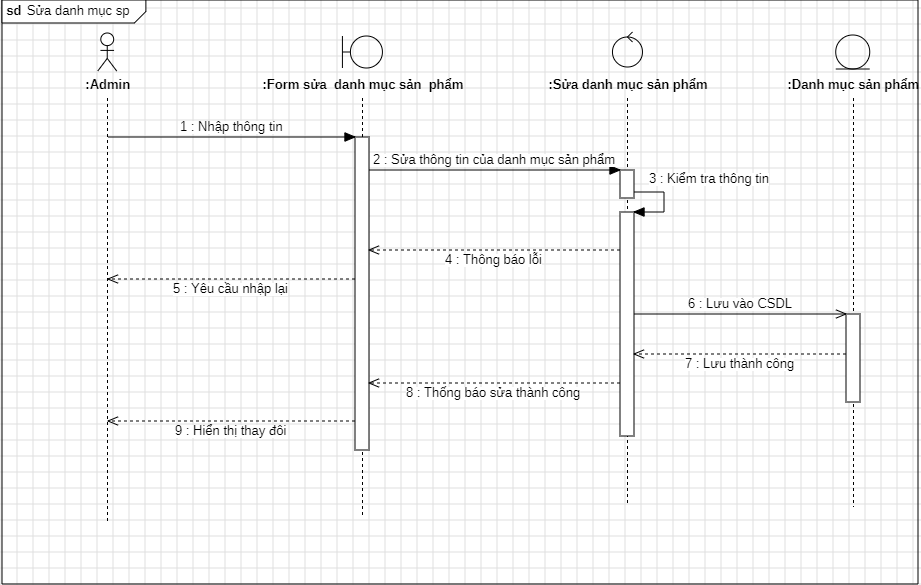 sd Sửa danh mục sp
:Admin
:Form sửa danh mục sản phẩm
:Sửa danh mục sản phẩm
:Danh mục sản phẩm
1 : Nhập thông tin
2 : Sửa thông tin của danh mục sản phẩm
3 : Kiểm tra thông tin
4 : Thông báo lỗi
5 : Yêu cầu nhập lại
6 : Lưu vào CSDL
7 : Lưu thành công
8 : Thống báo sửa thành công
9 : Hiển thị thay đôi